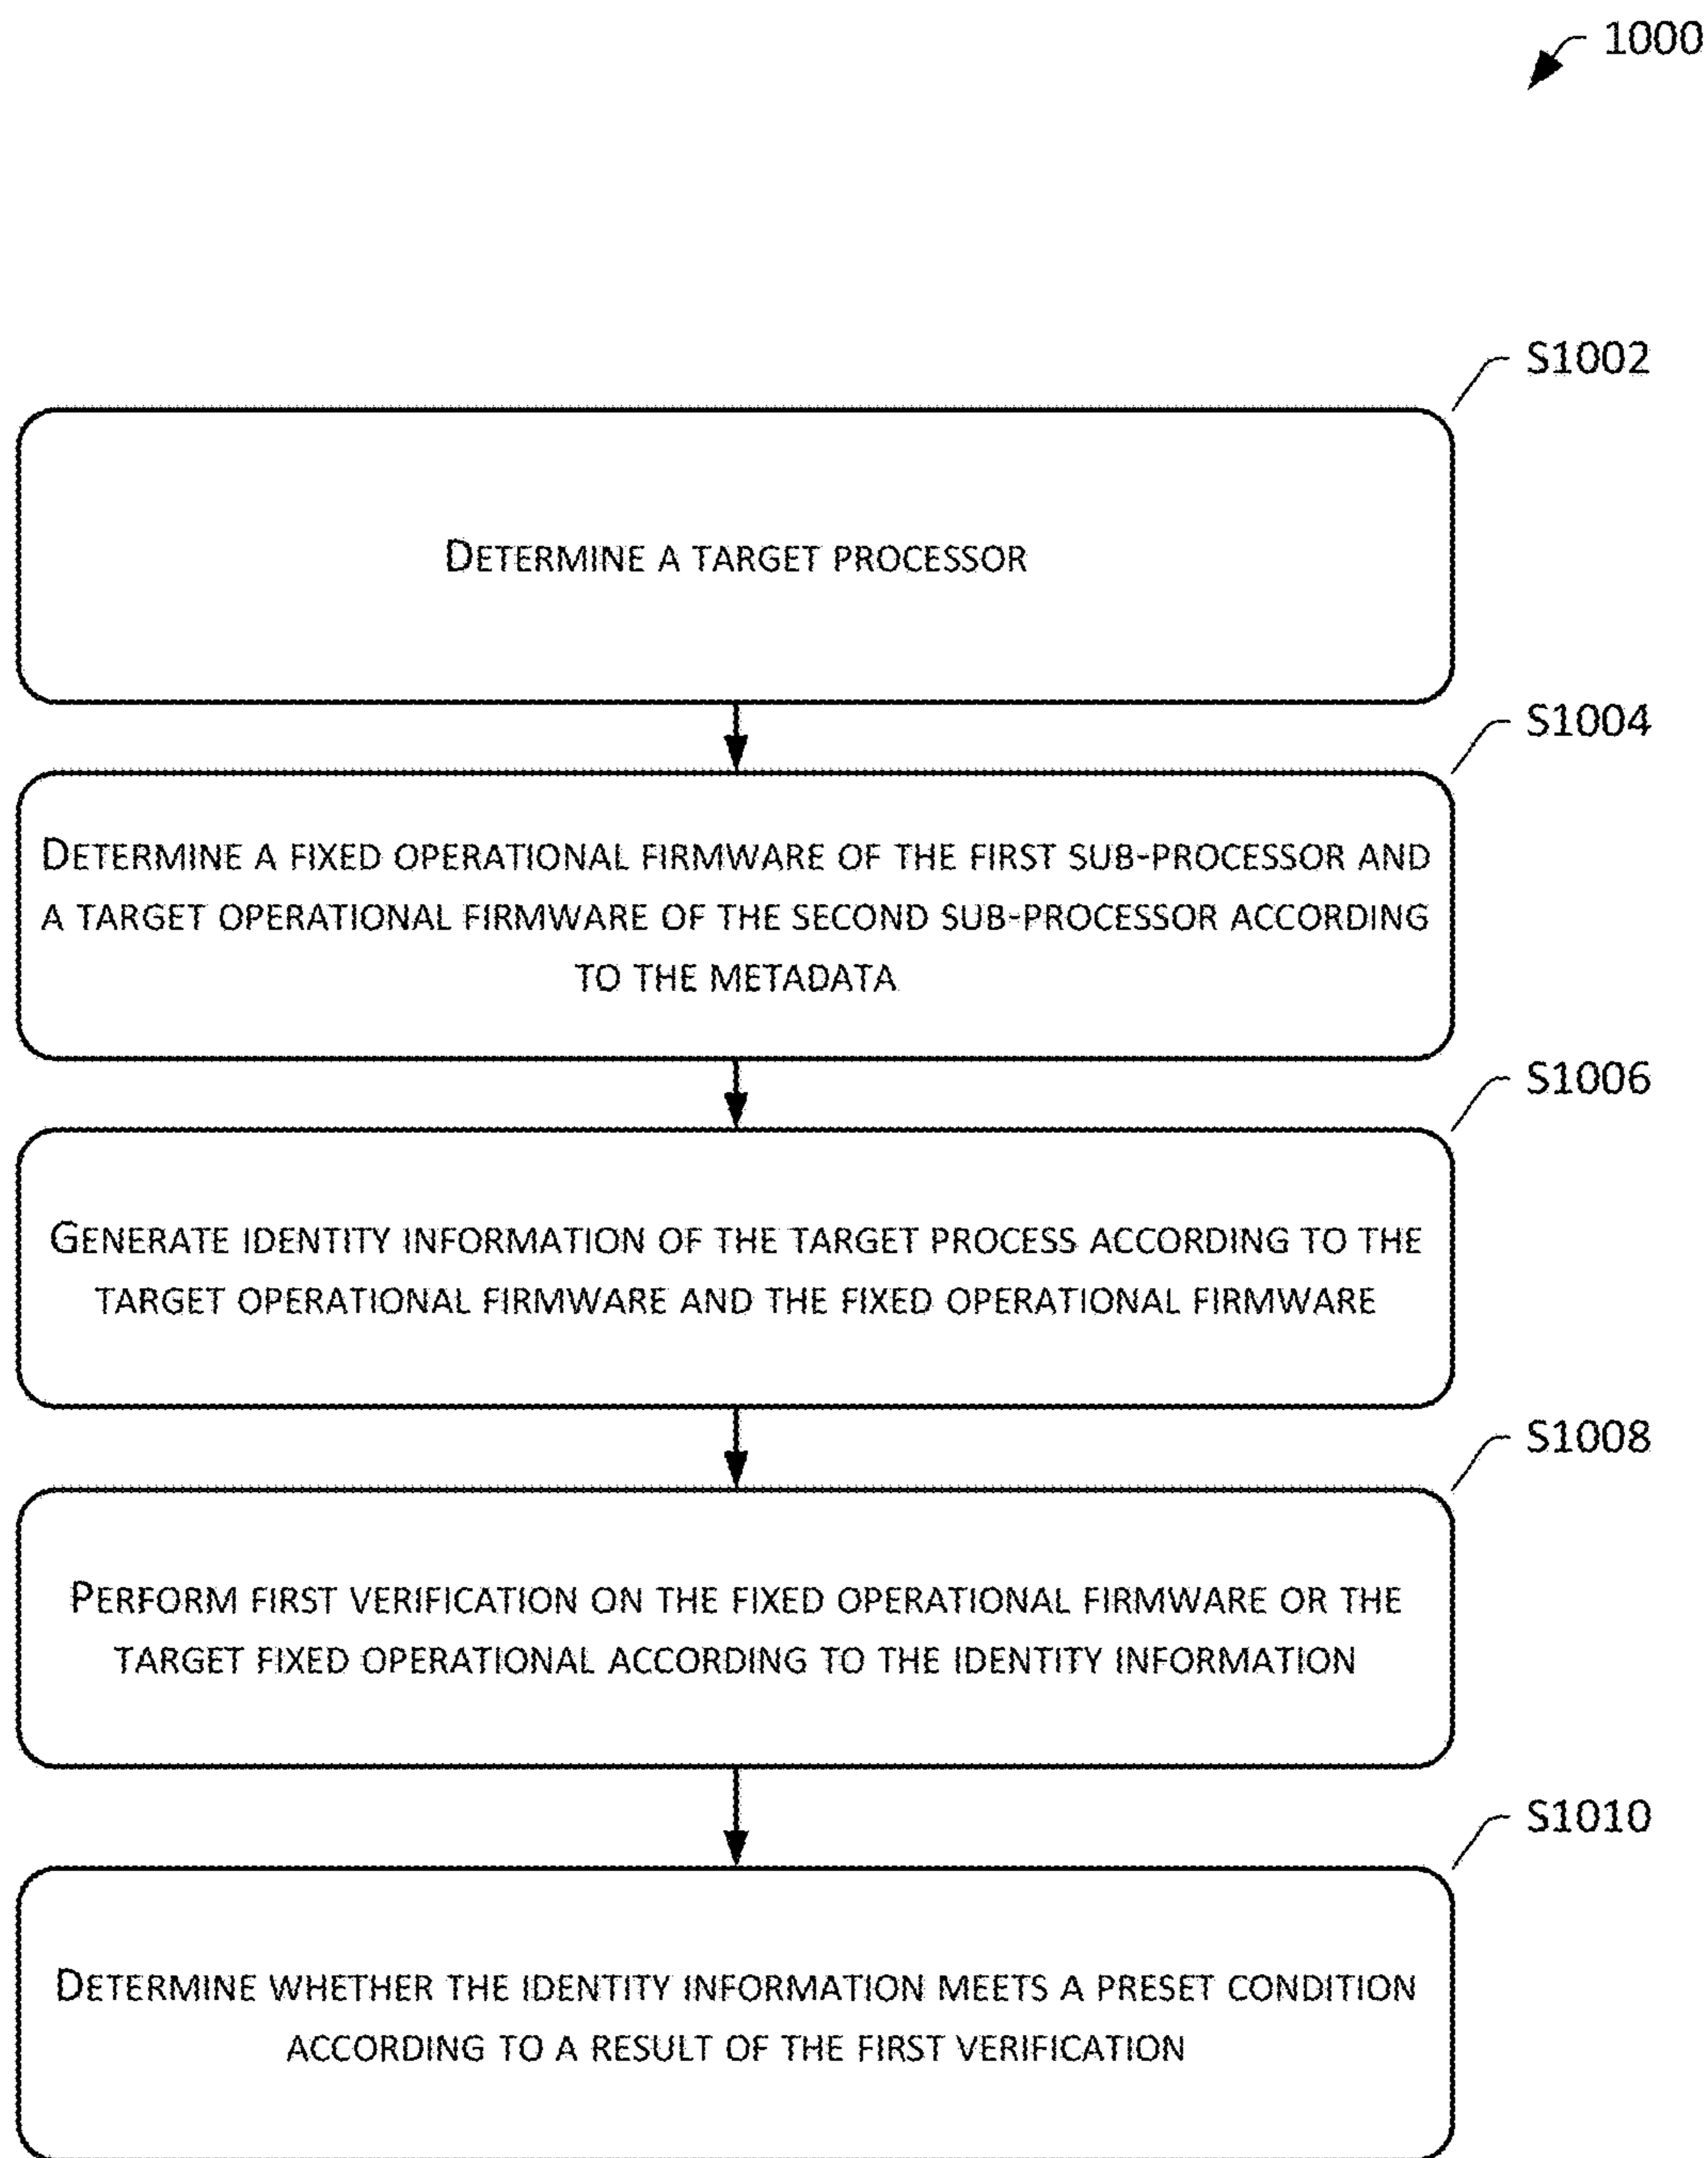 1000
S1002
DETERMINE A TARGET PROCESSOR
S1004
DETERMINE A FIXED OPERATIONAL FIRMWARE OF THE FIRST SUB-PROCESSOR AND
A TARGET OPERATIONAL FIRMWARE OF THE SECOND SUB-PROCESSOR ACCORDING
TO THE METADATA
S1006
GENERATE IDENTITY INFORMATION OF THE TARGET PROCESS ACCORDING TO THE
TARGET OPERATIONAL FIRMWARE AND THE FIXED OPERATIONAL FIRMWARE
S1008
PERFORM FIRST VERIFICATION ON THE FIXED OPERATIONAL FIRMWARE OR THE
TARGET FIXED OPERATIONAL ACCORDING TO THE IDENTITY INFORMATION
S1010
DETERMINE WHETHER THE IDENTITY INFORMATION MEETS A PRESET CONDITION
ACCORDING TO A RESULT OF THE FIRST VERIFICATION